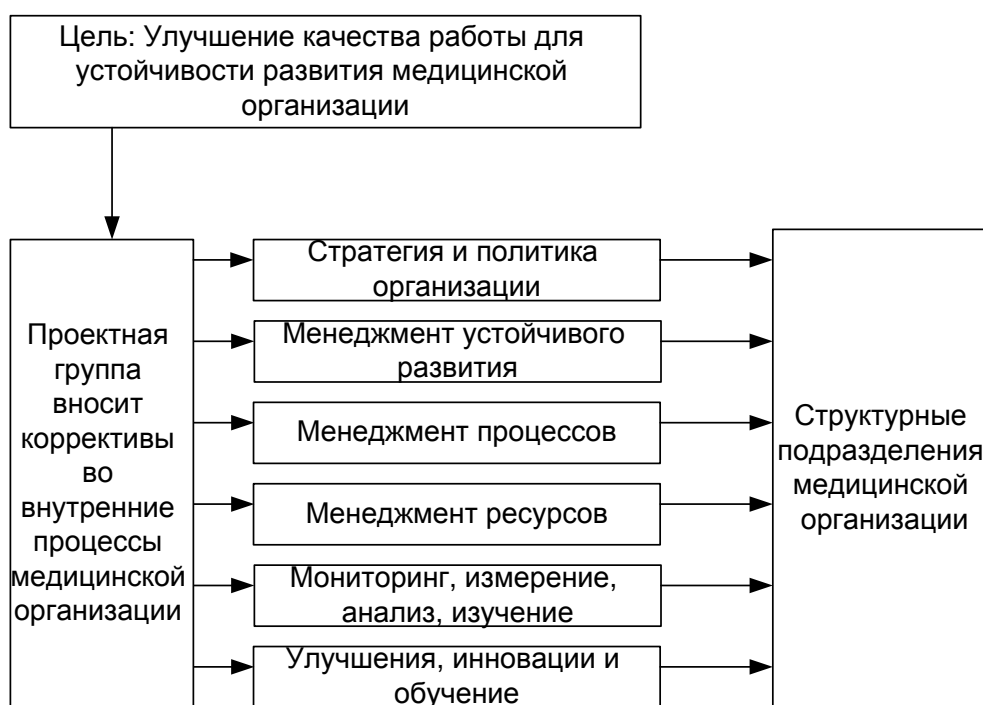 Цель: Улучшение качества работы для
устойчивости развития медицинской
организации
Проектная
группа
вносит
коррективы
во
внутренние
процессы
медицинской
организации
Стратегия и политика
организации
Менеджмент устойчивого
развития
Менеджмент процессов
Менеджмент ресурсов
Мониторинг, измерение,
анализ, изучение
Улучшения, инновации и
обучение
Структурные
подразделения
медицинской
организации